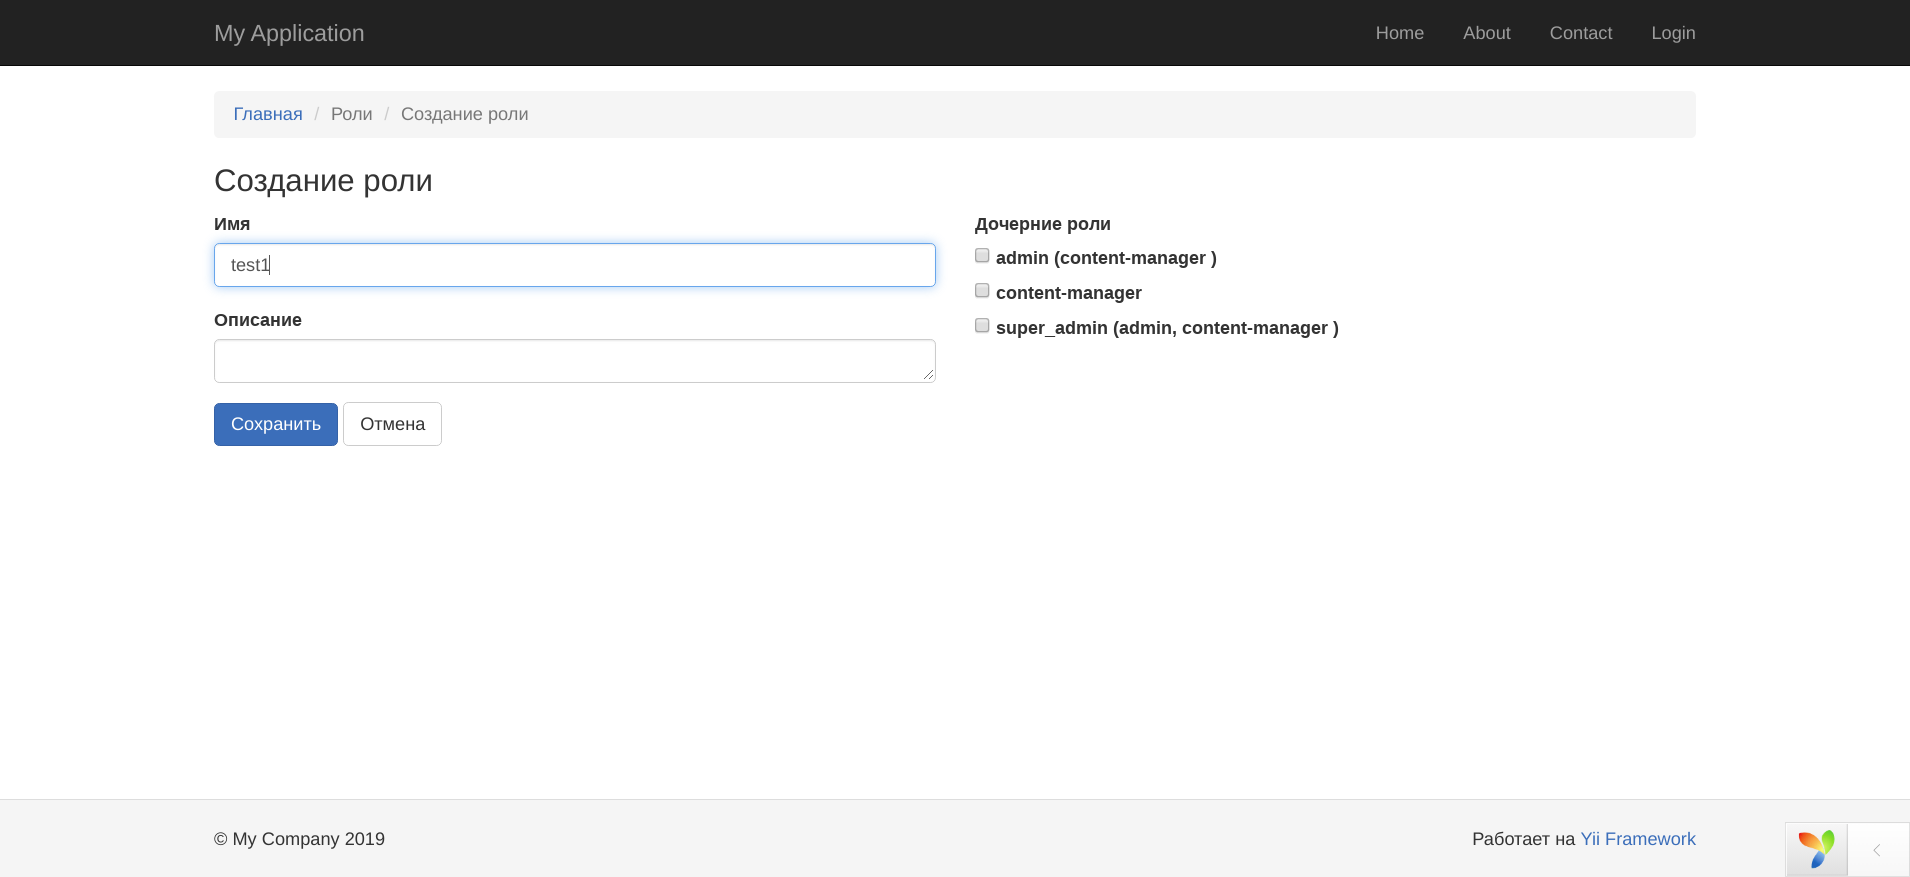 My Application
Home About Contact Login
Главная / Роли / Создание роли
Создание роли
Имя
test1
Описание
Сохранить Отмена
Дочерние роли
admin (content-manager )
content-manager
super_admin (admin, content-manager )
© My Company 2019
Работает на Yii Framework